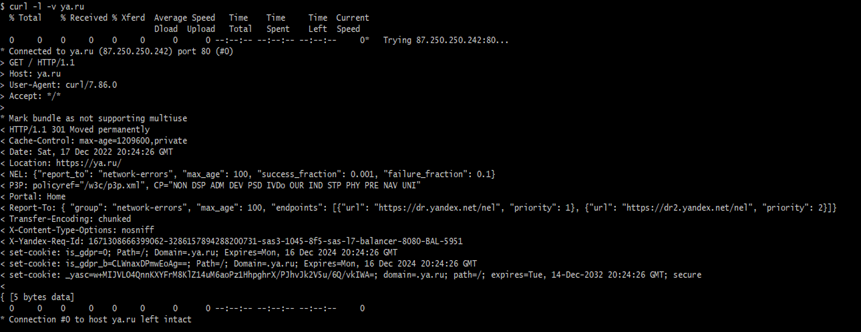 $ curl -l -v ya.ru
% Total % Received % Xferd Average Speed Time Time Time Current
Dload Upload Total Spent Left Speed
0 0 0 0 0 0 0 0 --:--:-- --:--:-- --:--:-- 0* Trying 87.250.250.242:80...
* Connected to ya.ru (87.250.250.242) port 80 (#0)
> GET / HTTP/1.1
> Host: ya.ru
> User-Agent: curl/7.86.0
> Accept: */*
>
* Mark bundle as not supporting multiuse
< HTTP/1.1 301 Moved permanently
< Cache-Control: max-age=1209600,private
< Date: Sat, 17 Dec 2022 20:24:26 GMT
< Location: https://ya.ru/
< NEL: {"report_to": "network-errors", "max_age": 100, "success_fraction": 0.001, "failure_fraction": 0.1}
< P3P: policyref="/w3c/p3p.xml", CP="NON DSP ADM DEV PSD IVDo OUR IND STP PHY PRE NAV UNI"
< Portal: Home
< Report-To: { "group": "network-errors", "max_age": 100, "endpoints": [{"url": "https://dr.yandex.net/nel", "priority": 1}, {"url": "https://dr2.yandex.net/nel", "priority": 2}]}
< Transfer-Encoding: chunked
< X-Content-Type-Options: nosniff
< X-Yandex-Req-Id: 1671308666399062-3286157894288200731-sas3-1045-8f5-sas-l7-balancer-8080-BAL-5951
< set-cookie: is_gdpr=0; Path=/; Domain=.ya.ru; Expires=Mon, 16 Dec 2024 20:24:26 GMT
< set-cookie: is_gdpr_b=CLWnaxDPmwEoAg==; Path=/; Domain=.ya.ru; Expires=Mon, 16 Dec 2024 20:24:26 GMT
< set-cookie: _yasc=w+MIJVLO4QnnKXYFrM8KlZ14uM6aoPz1HhpghrX/PJhvJk2V5u/6Q/vkIWA=; domain=.ya.ru; path=/; expires=Tue, 14-Dec-2032 20:24:26 GMT; secure
<
{ [5 bytes data]
0 0 0 0 0 0 0 0 --:--:-- --:--:-- --:--:-- 0
* Connection #0 to host ya.ru left intact